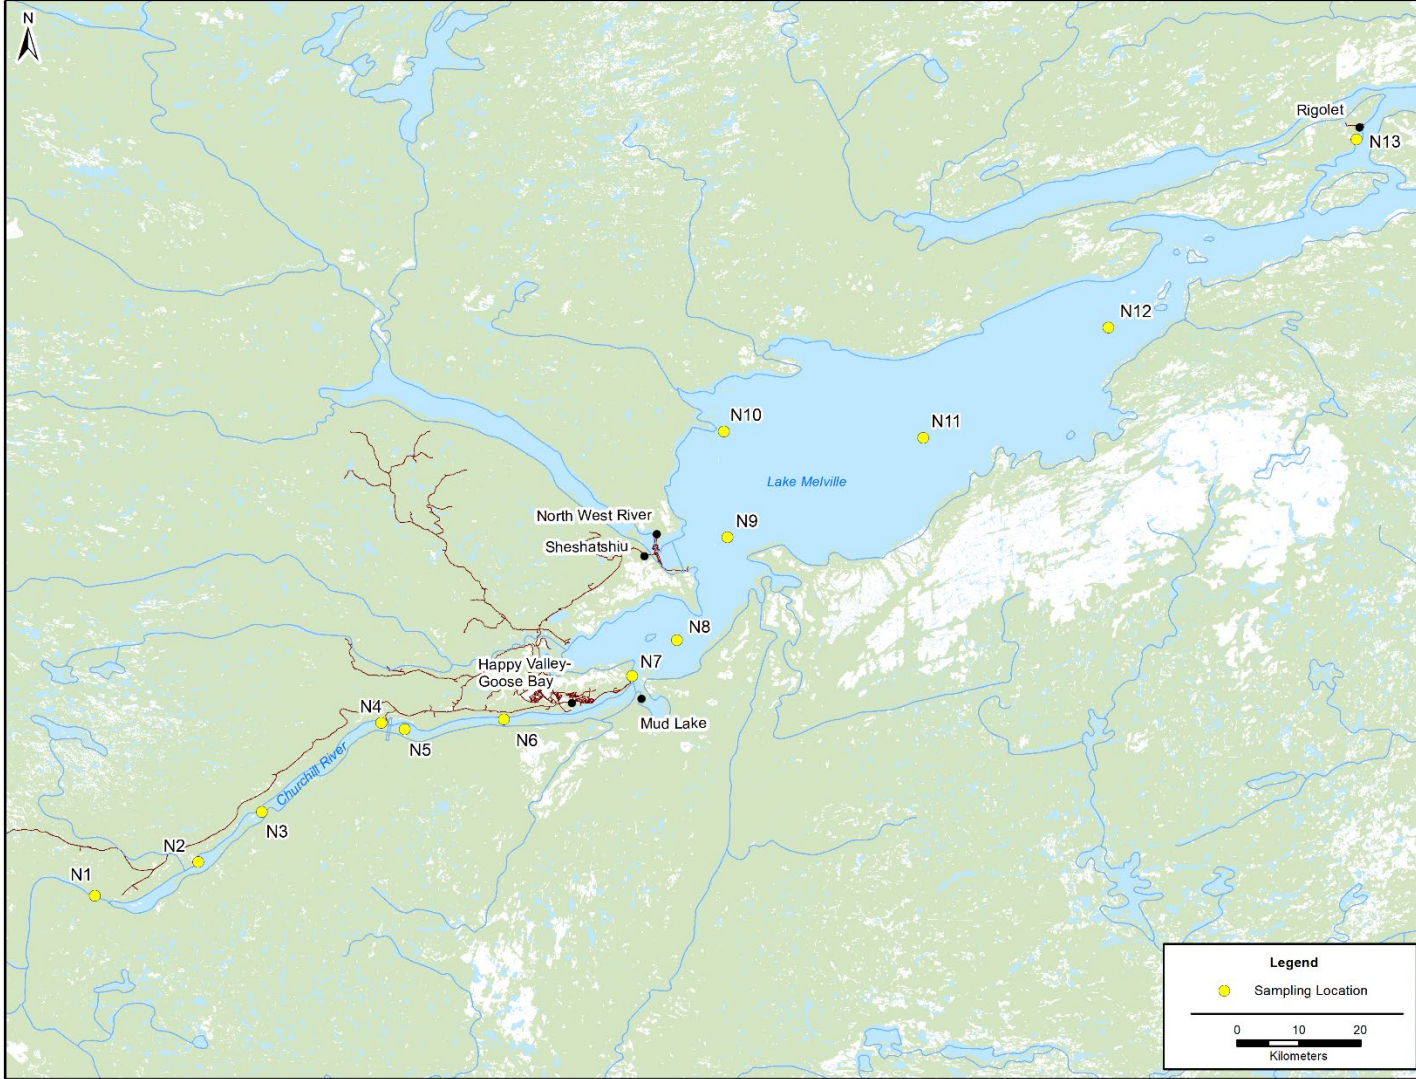 N
Rigolet
N13
N12
N10
N11
Lake Melville
North West River
N9
Sheshatshiu
N8
Happy Valley-
Goose Bay
N7
Mud Lake
N4
N5
N6
Churchill River
N3
N2
N1
Legend
Sampling Location
0 10 20
Kilometers